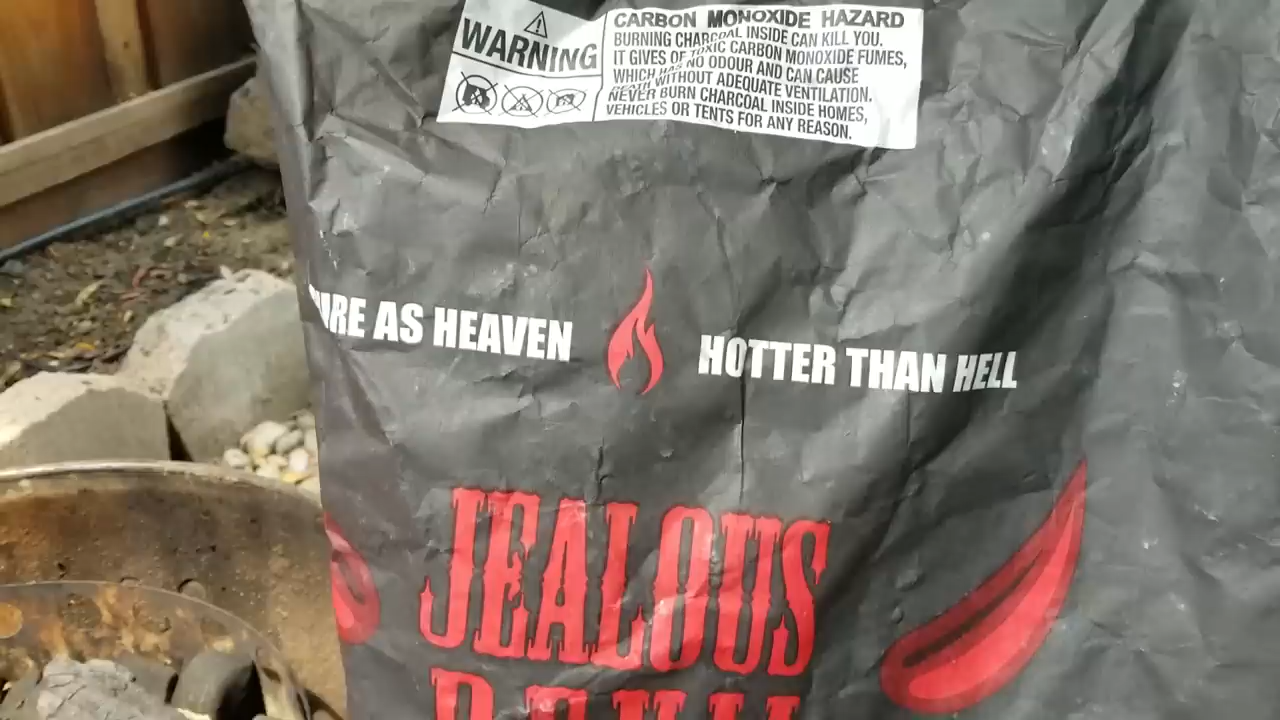 WARNING
CARBON MONOXIDE HAZARD
BURNING CHARCOAL INSIDE CAN KILL YOU.
IT GIVES OF TOXIC CARBON MONOXIDE FUMES,
WHICH HAS NO ODOUR AND CAN CAUSE
DEATH WITHOUT ADEQUATE VENTILATION.
NEVER BURN CHARCOAL INSIDE HOMES,
VEHICLES OR TENTS FOR ANY REASON.
AS HEAVEN
HOTTER THAN HELL
JEALOUS